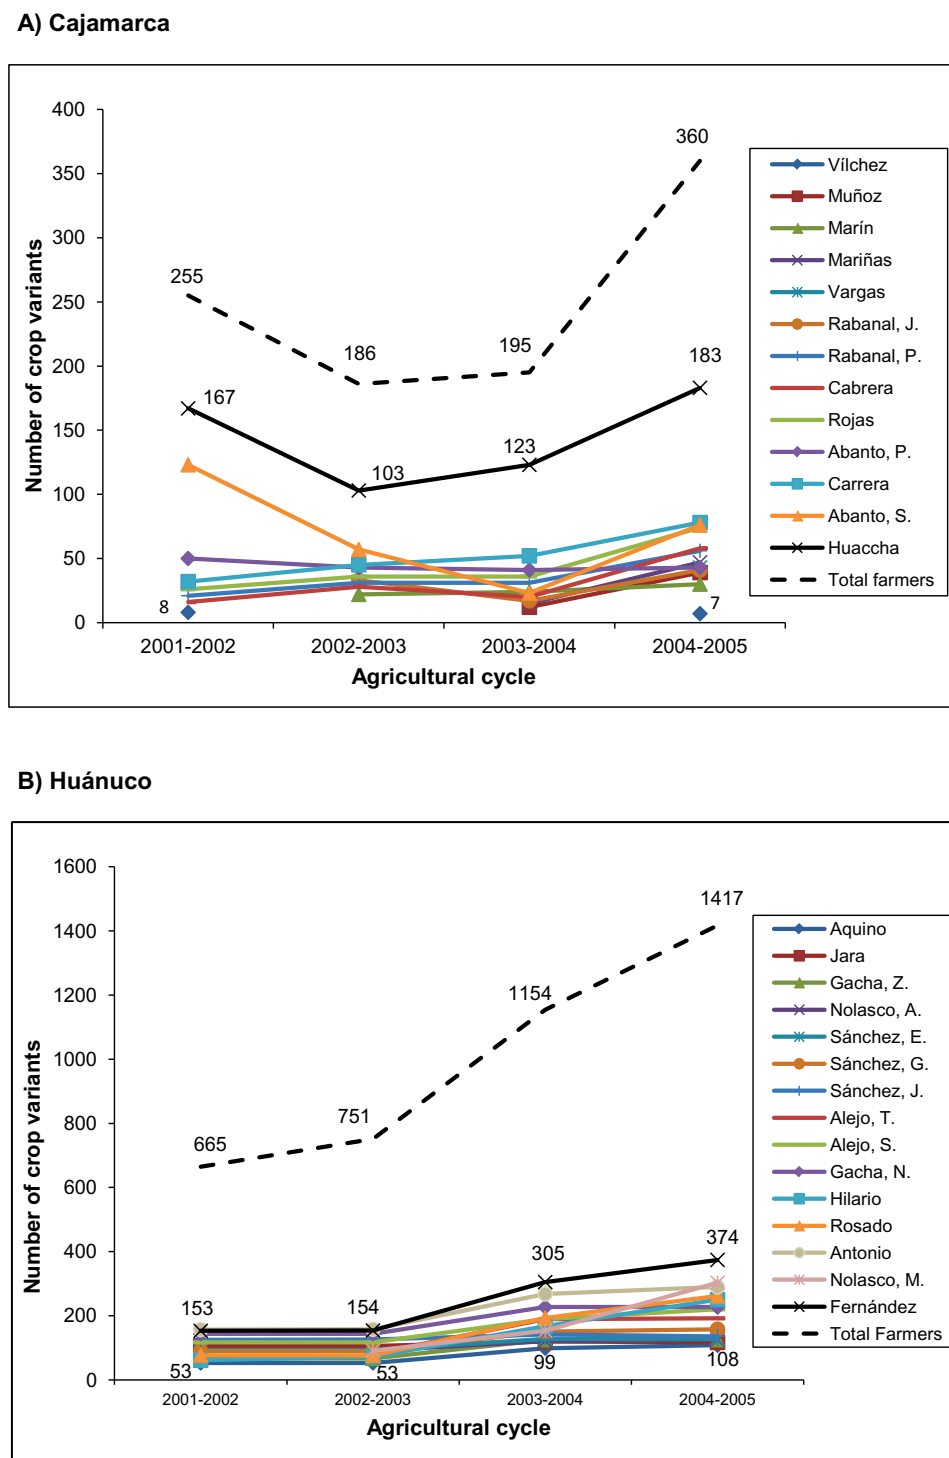 A) Cajamarca
Number of crop variants
400
350
300
250
200
150
100
50
0
255
186
195
360
167
103
123
183
8
7
2001-2002
2002-2003
2003-2004
2004-2005
Agricultural cycle
Vílchez
Muñoz
Marín
Mariñas
Vargas
Rabanal, J.
Rabanal, P.
Cabrera
Rojas
Abanto, P.
Carrera
Abanto, S.
Huaccha
Total farmers
B) Huánuco
Number of crop variants
1600
1400
1200
1000
800
600
400
200
0
665
751
1154
1417
153
154
305
374
53
53
99
108
2001-2002
2002-2003
2003-2004
2004-2005
Agricultural cycle
Aquino
Jara
Gacha, Z.
Nolasco, A.
Sánchez, E.
Sánchez, G.
Sánchez, J.
Alejo, T.
Alejo, S.
Gacha, N.
Hilario
Rosado
Antonio
Nolasco, M.
Fernández
Total Farmers